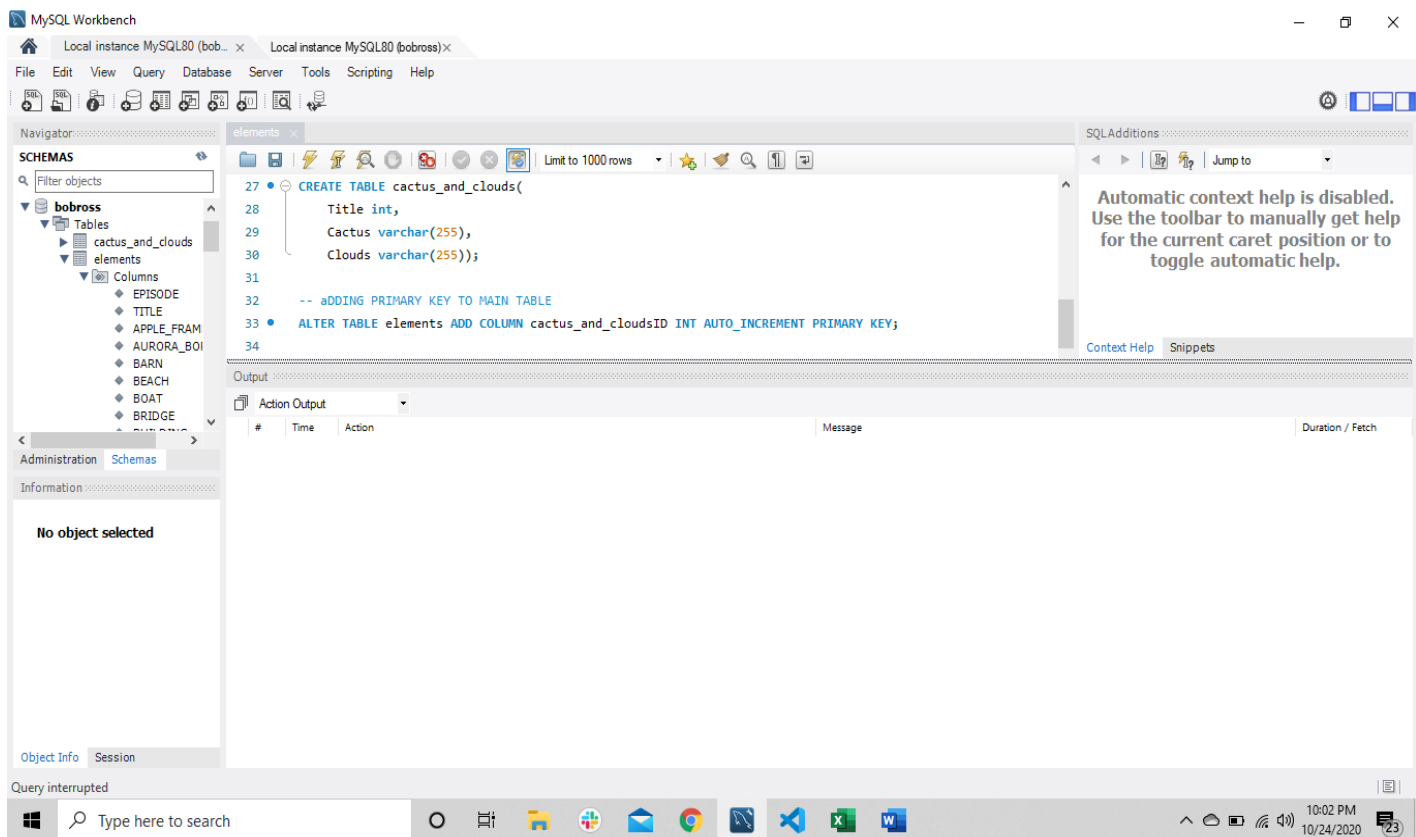 MySQL Workbench
Local instance MySQL80 (bob... × Local instance MySQL80 (bobross) ×
File Edit View Query Database Server Tools Scripting Help
Navigator
SCHEMAS
Filter objects
bobross
Tables
cactus_and_clouds
elements
Columns
EPISODE
TITLE
APPLE_FRAM
AURORA_BOI
BARN
BEACH
BOAT
BRIDGE
Administration Schemas
Information
No object selected
Object Info Session
elements ×
Limit to 1000 rows
27 CREATE TABLE cactus_and_clouds(
28 Title int,
29 Cactus varchar(255),
30 Clouds varchar(255));
31
32 -- aDDING PRIMARY KEY TO MAIN TABLE
33 ALTER TABLE elements ADD COLUMN cactus_and_cloudsID INT AUTO_INCREMENT PRIMARY KEY;
34
Output
Action Output
# Time Action Message Duration / Fetch
SQLAdditions
Jump to
Automatic context help is disabled.
Use the toolbar to manually get help
for the current caret position or to
toggle automatic help.
Context Help Snippets
Query interrupted
Type here to search
10:02 PM
10/24/2020
23